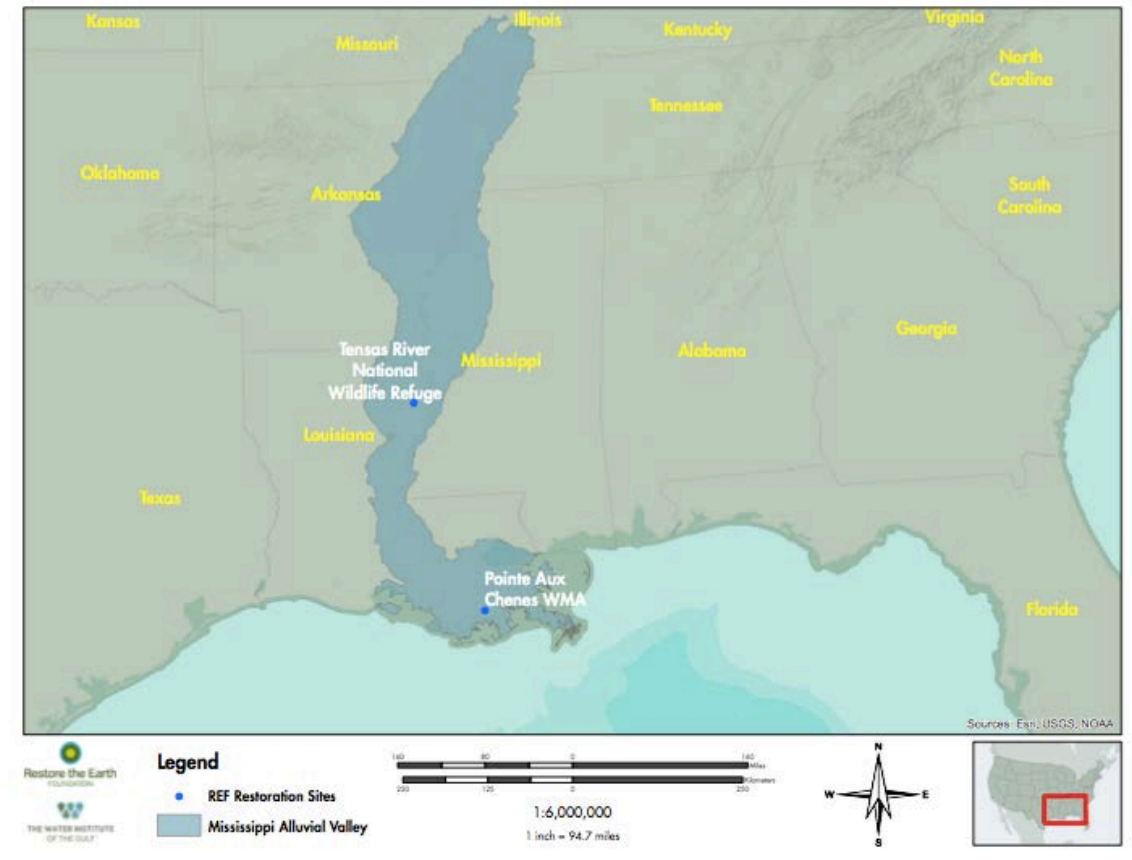 Kansas
Missouri
Illinois
Kentucky
Virginia
North
Carolina
Tennessee
Oklahoma
Arkansas
South
Carolina
Georgia
Tensas River
National
Wildlife Refuge
Mississippi
Alabama
Louisiana
Texas
Pointe Aux
Chenes WMA
Florida
Sources: Esri, USGS, NOAA
Restore the Earth
FOUNDATION
THE WATER INSTITUTE
OF THE GULF
Legend
REF Restoration Sites
Mississippi Alluvial Valley
160 80 0 160
Miles
Kilometers
250 125 0 250
1:6,000,000
1 inch = 94.7 miles
N
W E
S